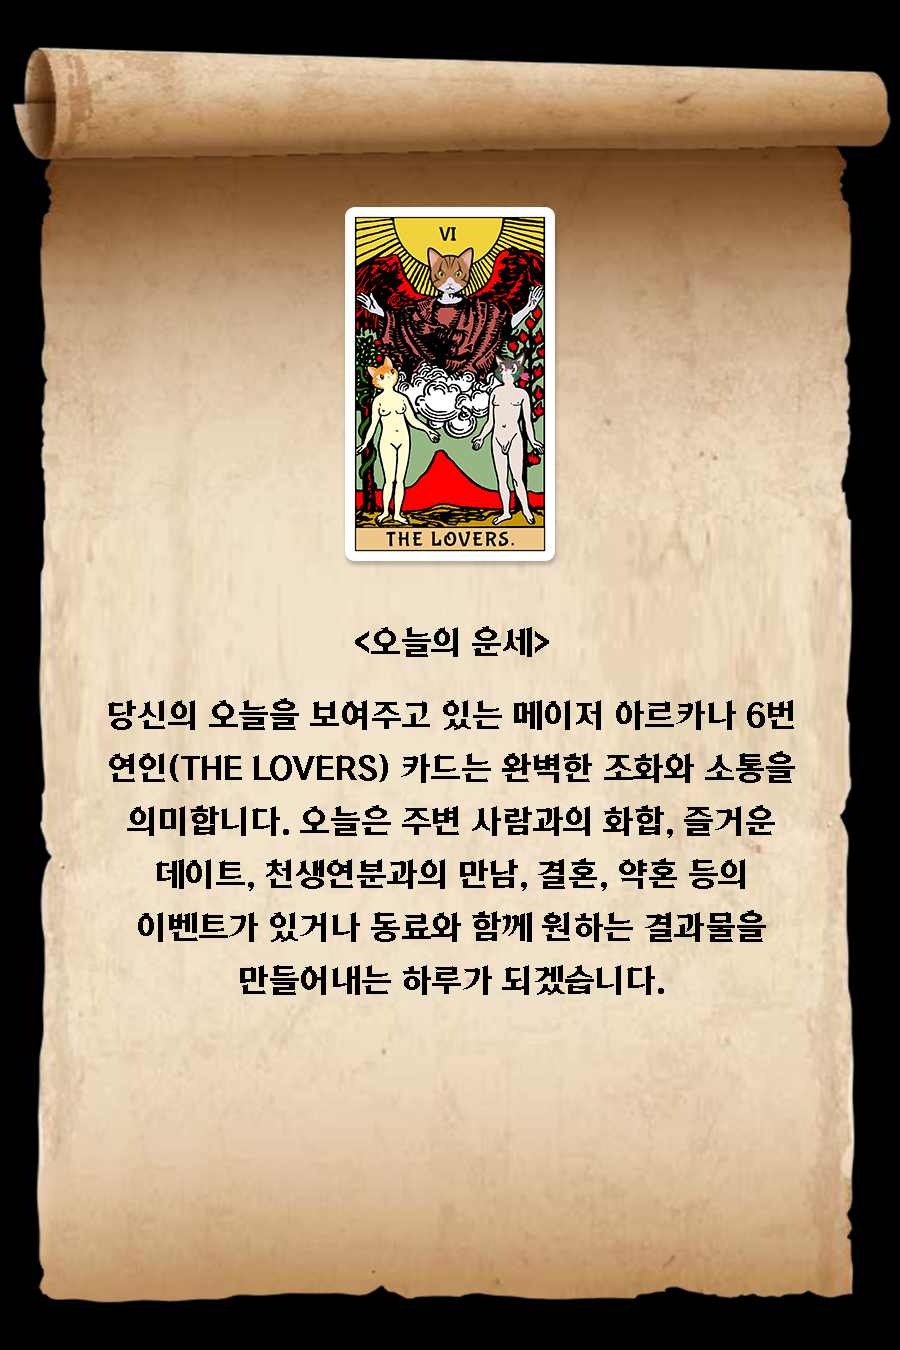 VI
THE LOVERS.
<오늘의 운세>
당신의 오늘을 보여주고 있는 메이저 아르카나 6번
연인(THE LOVERS) 카드는 완벽한 조화와 소통을
의미합니다. 오늘은 주변 사람과의 화합, 즐거운
데이트, 천생연분과의 만남, 결혼, 약혼 등의
이벤트가 있거나 동료와 함께 원하는 결과물을
만들어내는 하루가 되겠습니다.